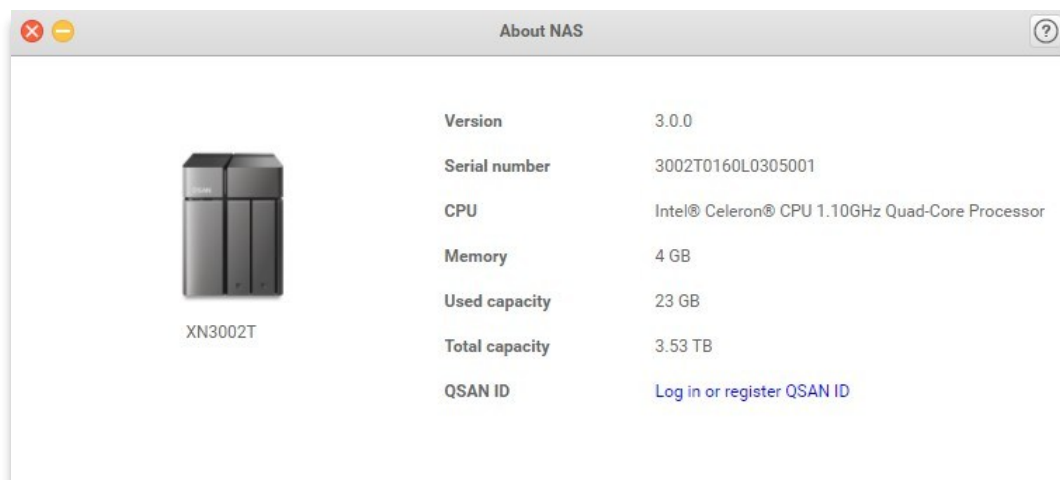 About NAS
?
Version 3.0.0
Serial number 3002T0160L0305001
CPU Intel® Celeron® CPU 1.10GHz Quad-Core Processor
Memory 4 GB
Used capacity 23 GB
XN3002T
Total capacity 3.53 TB
QSAN ID Log in or register QSAN ID